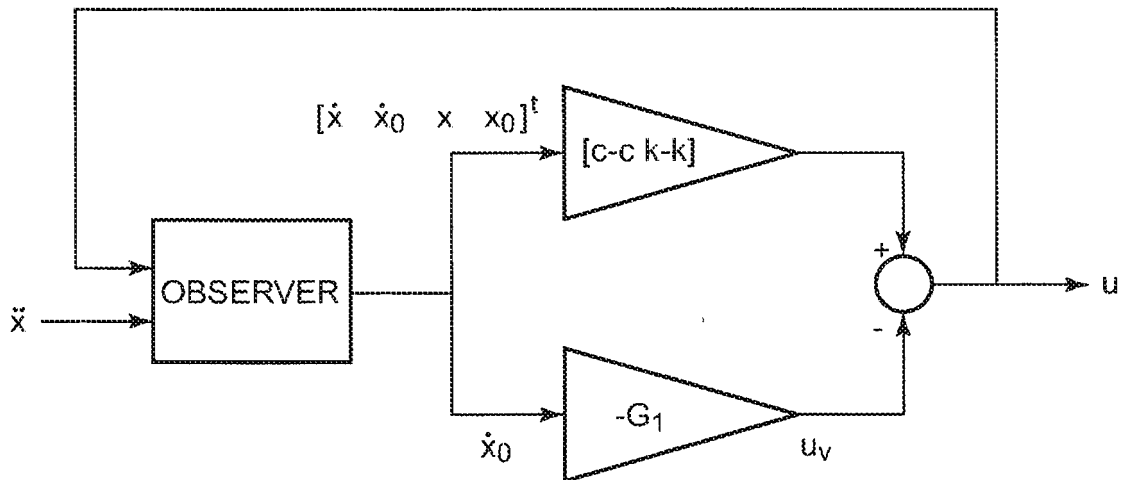 [ẋ ẋ₀ x x₀]ᵗ
[c-c k-k]
+
OBSERVER
u
ẍ
-
-G₁
ẋ₀
uᵥ